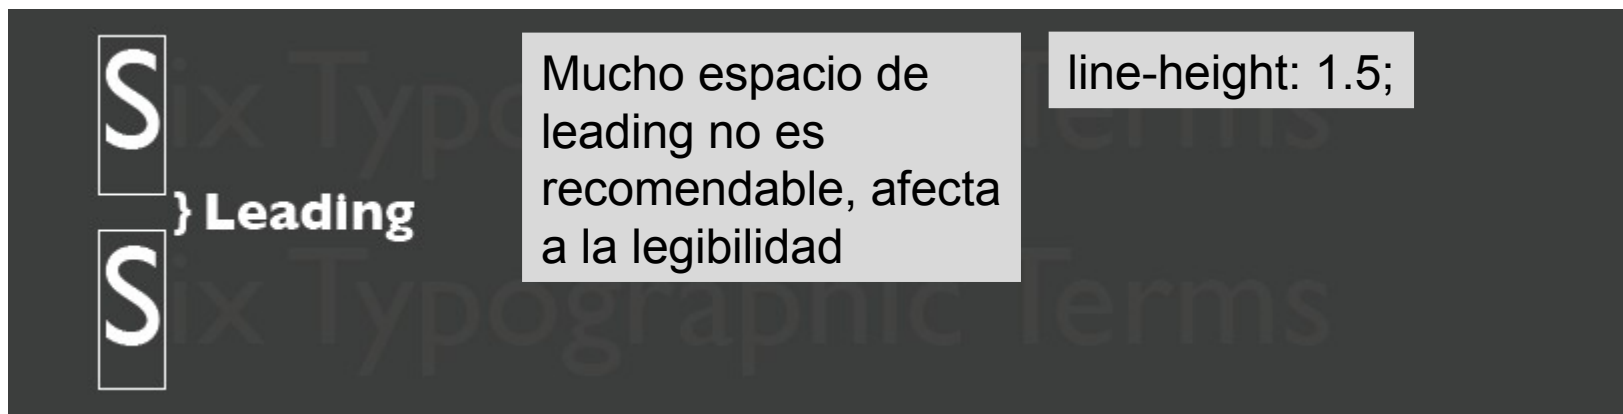 Six Typographic Terms
Mucho espacio de
leading no es
recomendable, afecta
a la legibilidad
line-height: 1.5;
} Leading
Six Typographic Terms